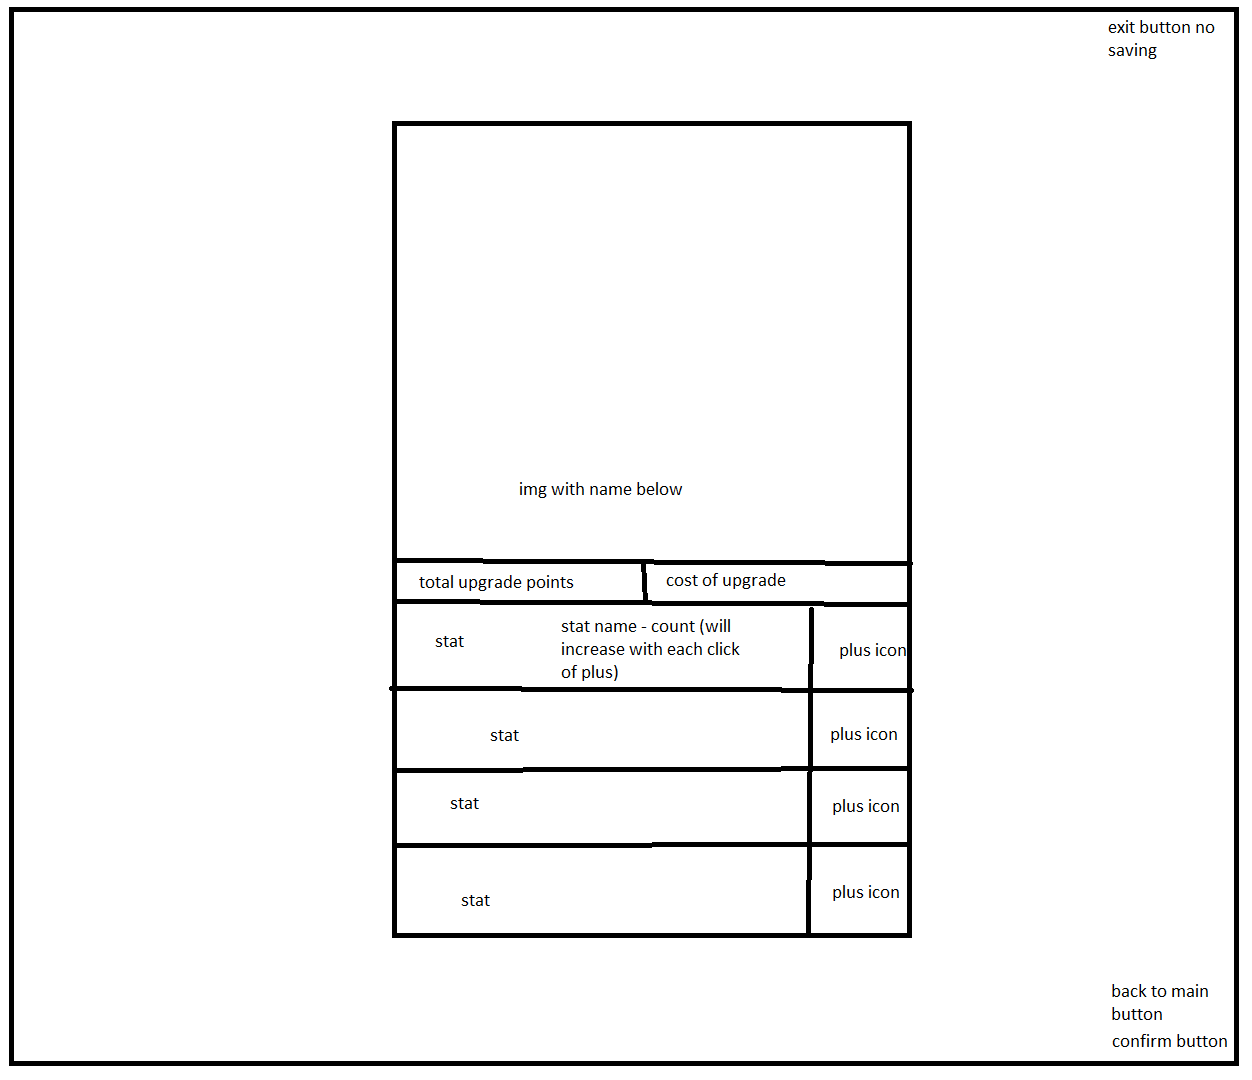 exit button no
saving
img with name below
total upgrade points
cost of upgrade
stat
stat name - count (will
increase with each click
of plus)
plus icon
stat
plus icon
stat
plus icon
stat
plus icon
back to main
button
confirm button